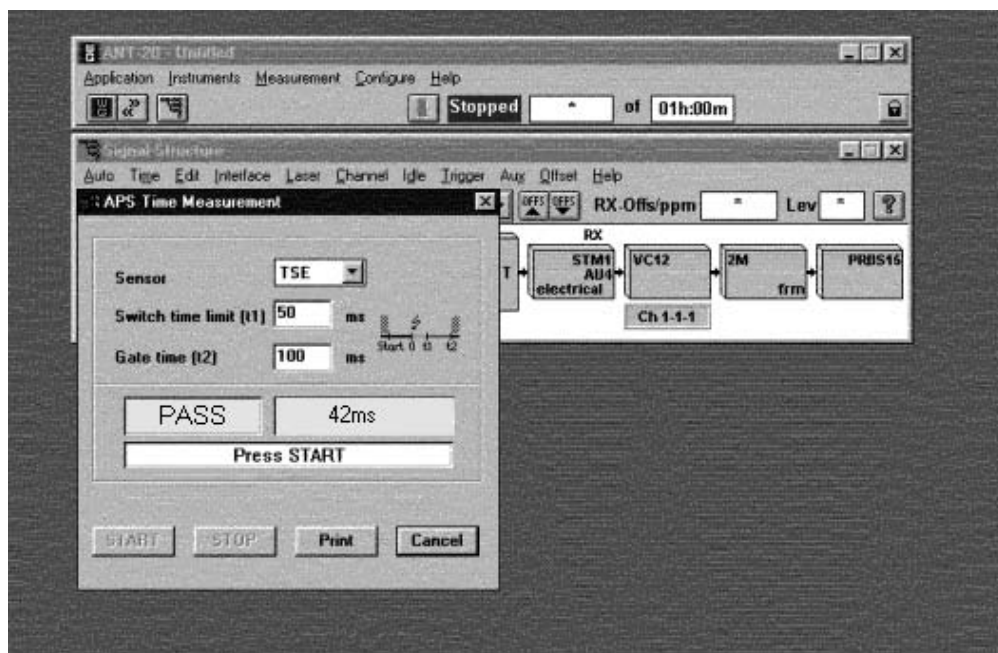 ANT-20 - Untitled
Application Instruments Measurement Configure Help
Stopped * of 01h:00m
Signal Structure
Auto Tige Edit Interface Laser Channel Idle Trigger Aux Offset Help
APS Time Measurement
OFFS OFFS RX-Offs/ppm * Lev * ?
RX
T STM1 AU4 electrical
VC12
2M frm
PRBS15
Ch 1-1-1
Sensor TSE
Switch time limit (t1) 50 ms
Gate time (t2) 100 ms
Start 0 t1 t2
PASS 42ms
Press START
START STOP Print Cancel